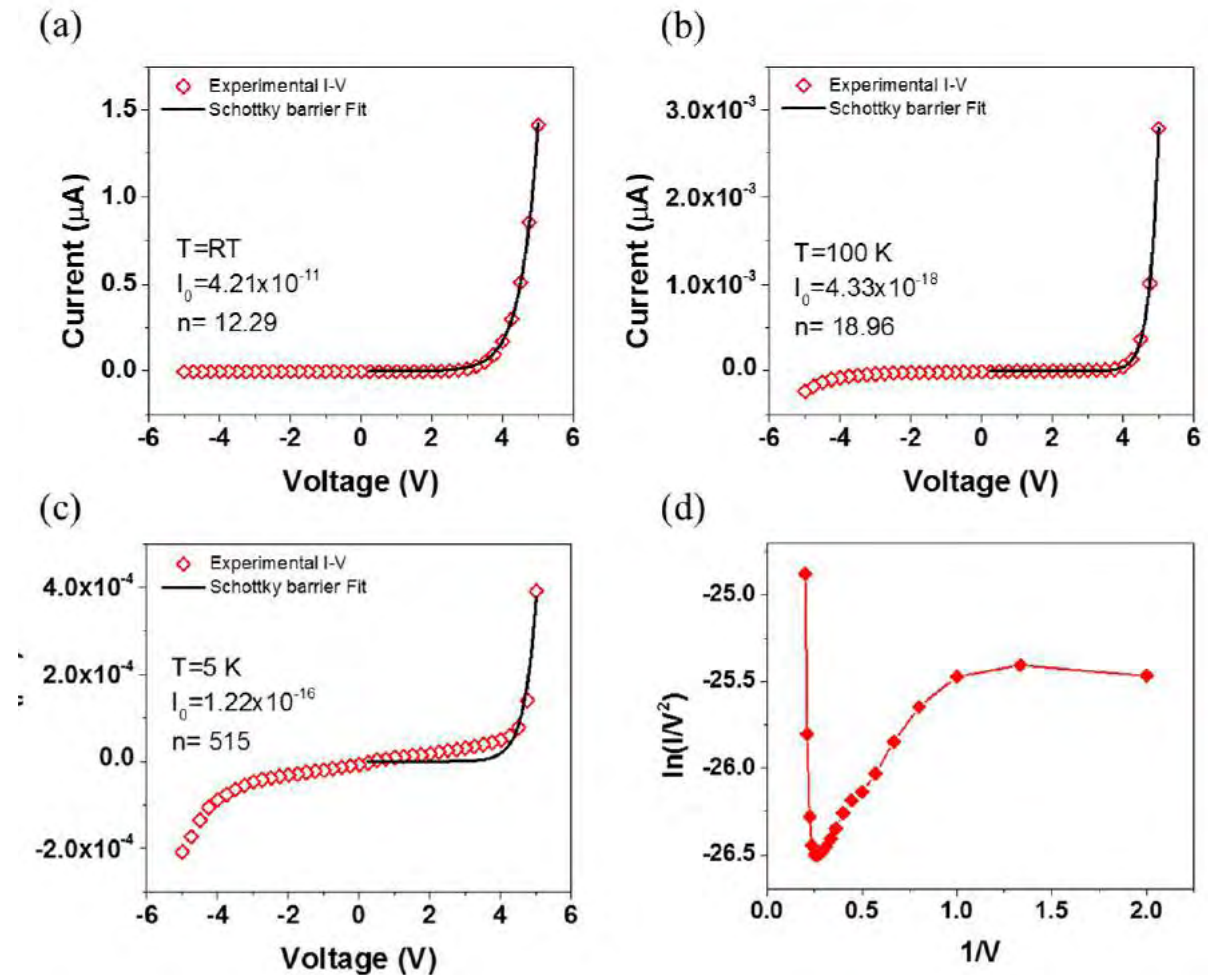 (a)
Experimental I-V
Schottky barrier Fit
1.5
1.0
0.5
0.0
Current (μA)
T=RT
I₀=4.21x10⁻¹¹
n= 12.29
-6 -4 -2 0 2 4 6
Voltage (V)
(b)
Experimental I-V
Schottky barrier Fit
3.0x10⁻³
2.0x10⁻³
1.0x10⁻³
0.0
Current (μA)
T=100 K
I₀=4.33x10⁻¹⁸
n= 18.96
-6 -4 -2 0 2 4 6
Voltage (V)
(c)
Experimental I-V
Schottky barrier Fit
4.0x10⁻⁴
2.0x10⁻⁴
0.0
-2.0x10⁻⁴
T=5 K
I₀=1.22x10⁻¹⁶
n= 515
-6 -4 -2 0 2 4 6
Voltage (V)
(d)
-25.0
-25.5
-26.0
-26.5
ln(I/V²)
0.0 0.5 1.0 1.5 2.0
1/V